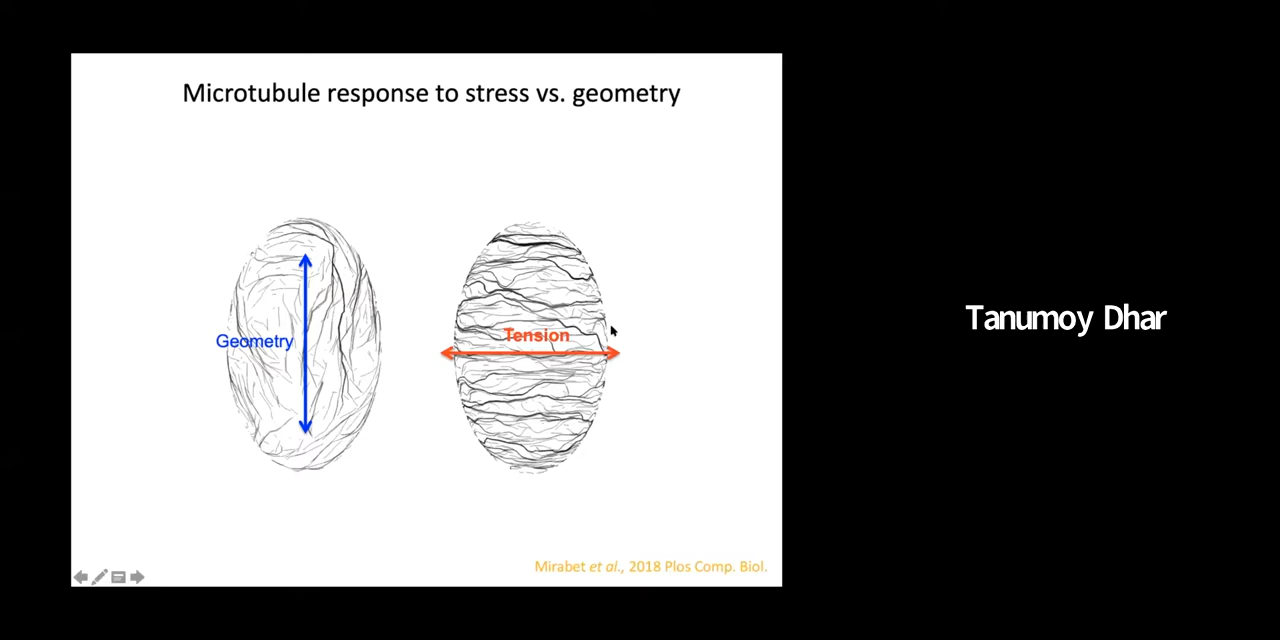 Microtubule response to stress vs. geometry
Geometry
Tension
Tanumoy Dhar
Mirabet et al., 2018 Plos Comp. Biol.